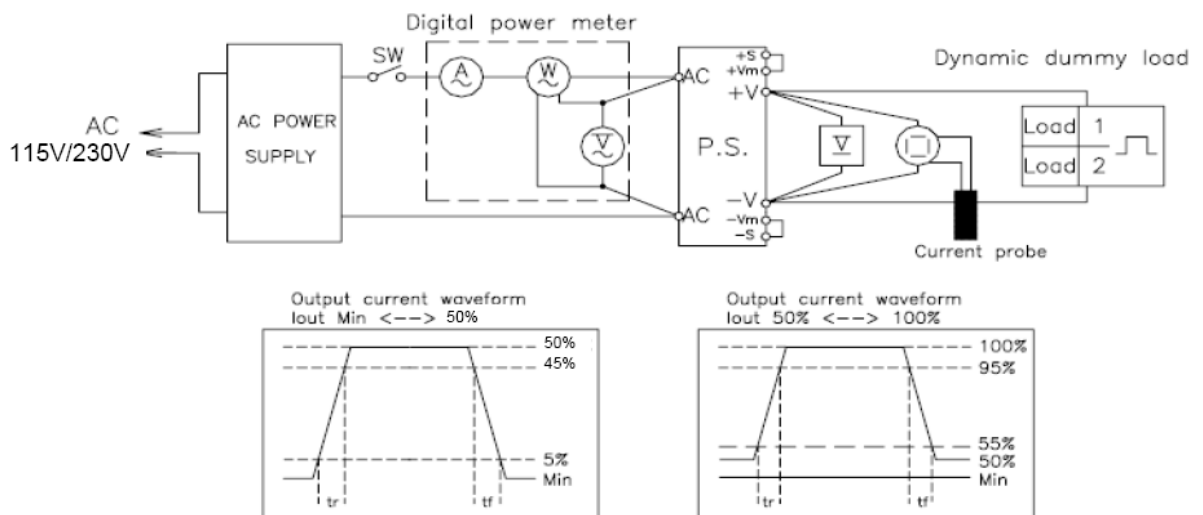 Digital power meter
SW
A
W
V
AC
115V/230V
AC POWER
SUPPLY
AC
AC
P.S.
+S
+Vm
+V
-V
-Vm
-S
V
Dynamic dummy load
Load 1
Load 2
Current probe
Output current waveform
Iout Min <--> 50%
50%
45%
5%
Min
tr
tf
Output current waveform
Iout 50% <--> 100%
100%
95%
55%
50%
Min
tr
tf